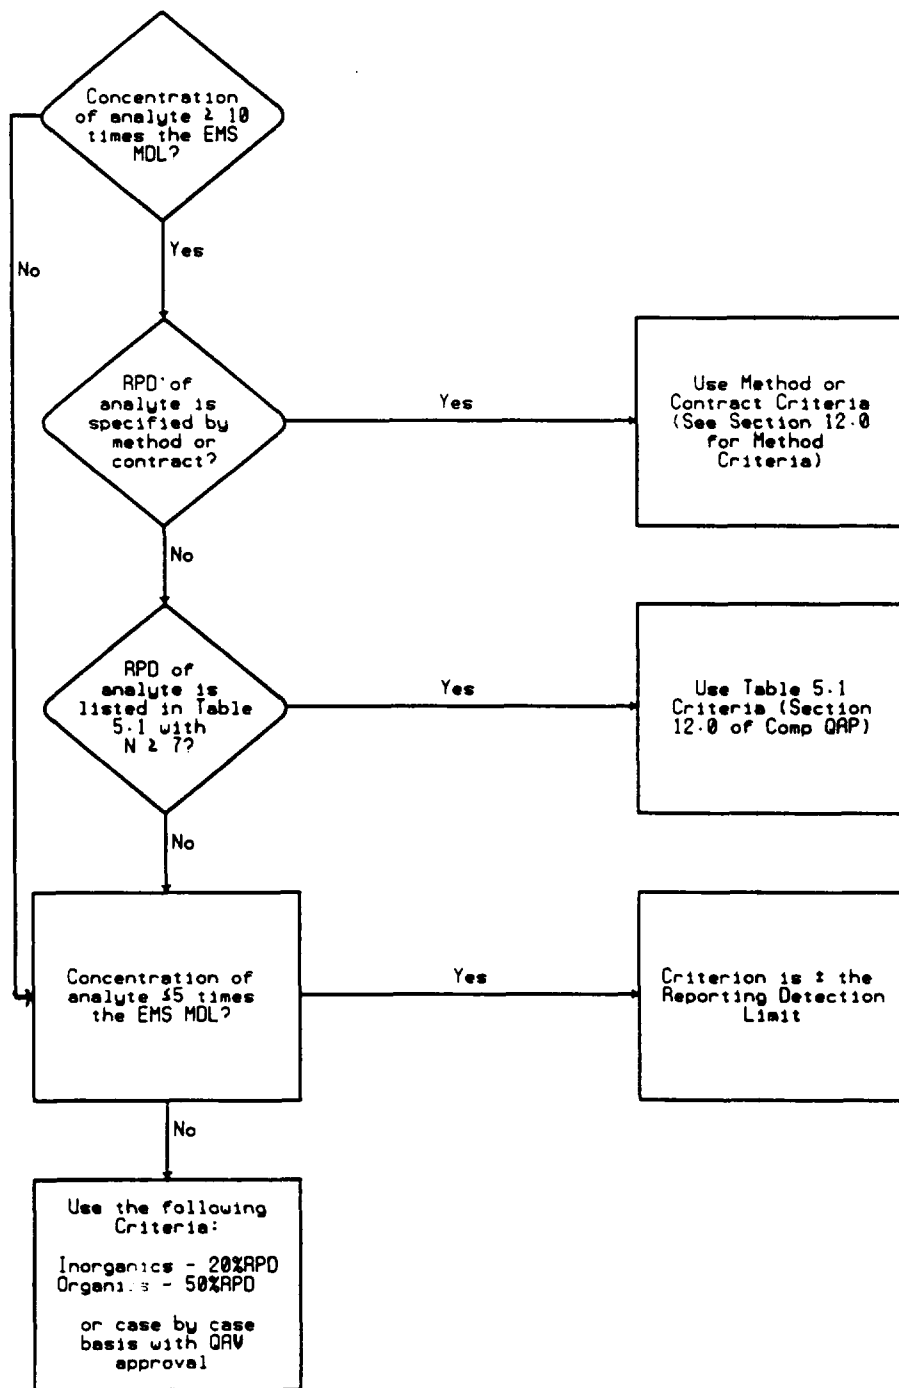 Concentration
of analyte ≥ 10
times the EMS
MDL?
Yes
No
RPD of
analyte is
specified by
method or
contract?
Yes
Use Method or
Contract Criteria
(See Section 12.0
for Method
Criteria)
No
RPD of
analyte is
listed in Table
5.1 with
N ≥ 7?
Yes
Use Table 5.1
Criteria (Section
12.0 of Comp QAP)
No
Concentration of
analyte ≤5 times
the EMS MDL?
Yes
Criterion is ± the
Reporting Detection
Limit
No
Use the following
Criteria:
Inorganics - 20%RPD
Organics - 50%RPD
or case by case
basis with QAV
approval